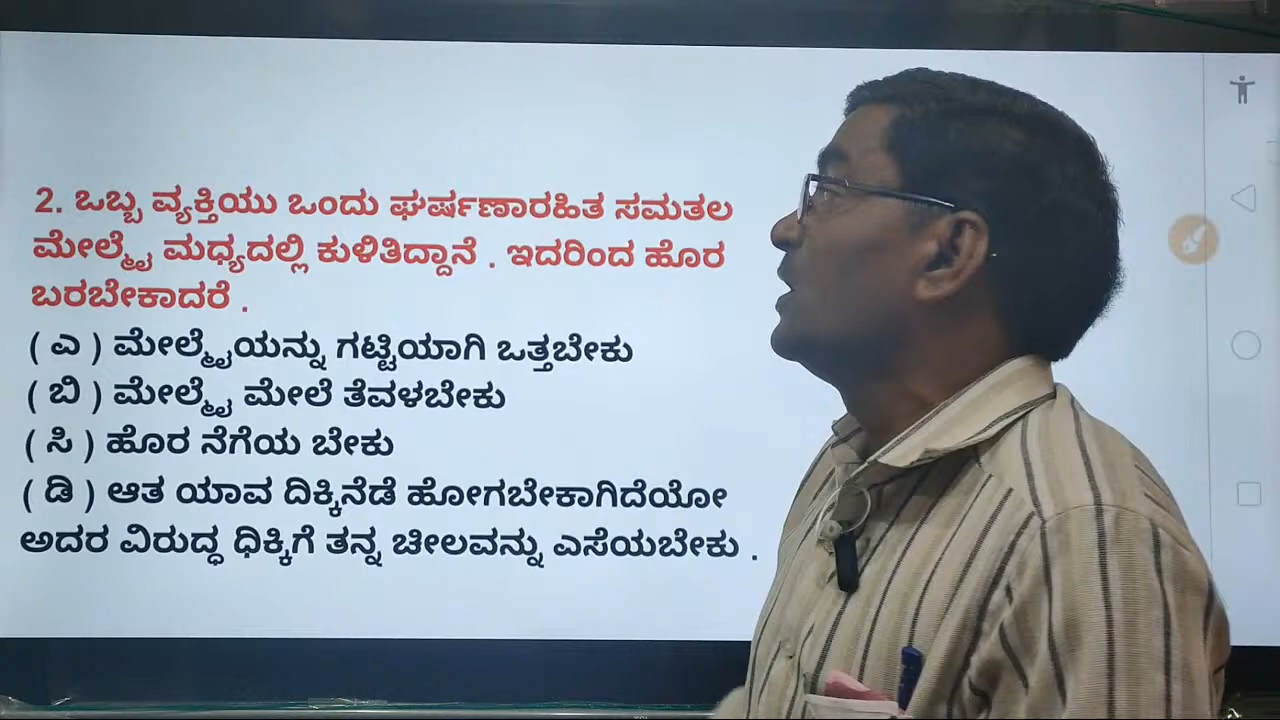 2. ಒಬ್ಬ ವ್ಯಕ್ತಿಯು ಒಂದು ಘರ್ಷಣಾರಹಿತ ಸಮತಲ
ಮೇಲ್ಮೈ ಮಧ್ಯದಲ್ಲಿ ಕುಳಿತಿದ್ದಾನೆ . ಇದರಿಂದ ಹೊರ
ಬರಬೇಕಾದರೆ .
( ಎ ) ಮೇಲ್ಮೈಯನ್ನು ಗಟ್ಟಿಯಾಗಿ ಒತ್ತಬೇಕು
( ಬಿ ) ಮೇಲ್ಮೈ ಮೇಲೆ ತೆವಳಬೇಕು
( ಸಿ ) ಹೊರ ನೆಗೆಯ ಬೇಕು
( ಡಿ ) ಆತ ಯಾವ ದಿಕ್ಕಿನೆಡೆ ಹೋಗಬೇಕಾಗಿದೆಯೋ
ಅದರ ವಿರುದ್ಧ ಧಿಕ್ಕಿಗೆ ತನ್ನ ಚೀಲವನ್ನು ಎಸೆಯಬೇಕು .